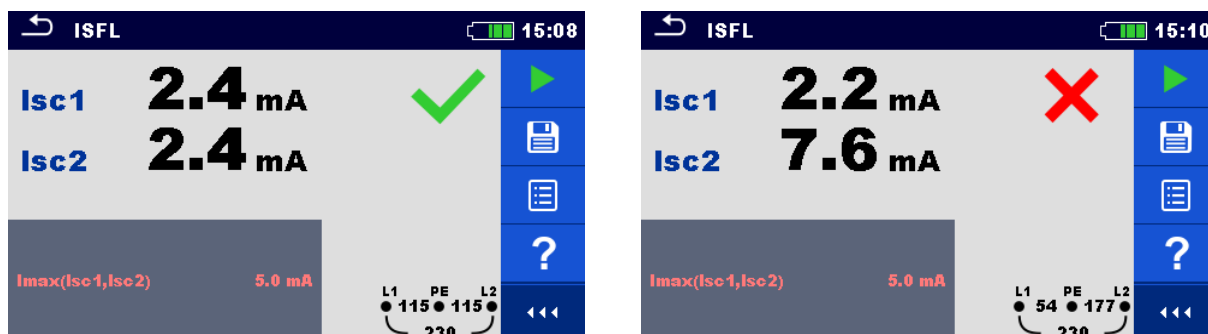 ISFL 15:08
Isc1 2.4 mA
Isc2 2.4 mA
Imax(Isc1,Isc2) 5.0 mA
?
L1 PE L2
115 115
230
ISFL 15:10
Isc1 2.2 mA
Isc2 7.6 mA
Imax(Isc1,Isc2) 5.0 mA
?
L1 PE L2
54 177
230